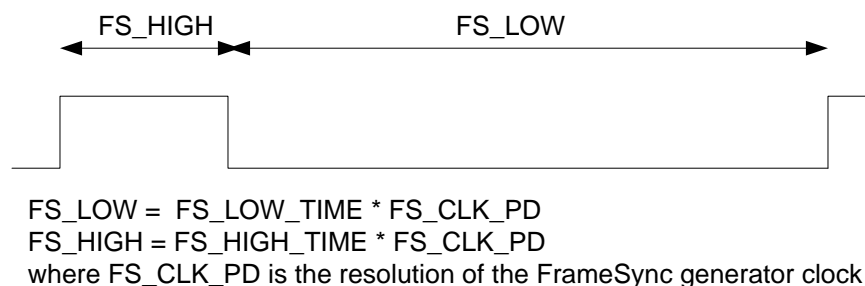 FS_HIGH FS_LOW
FS_LOW = FS_LOW_TIME * FS_CLK_PD
FS_HIGH = FS_HIGH_TIME * FS_CLK_PD
where FS_CLK_PD is the resolution of the FrameSync generator clock